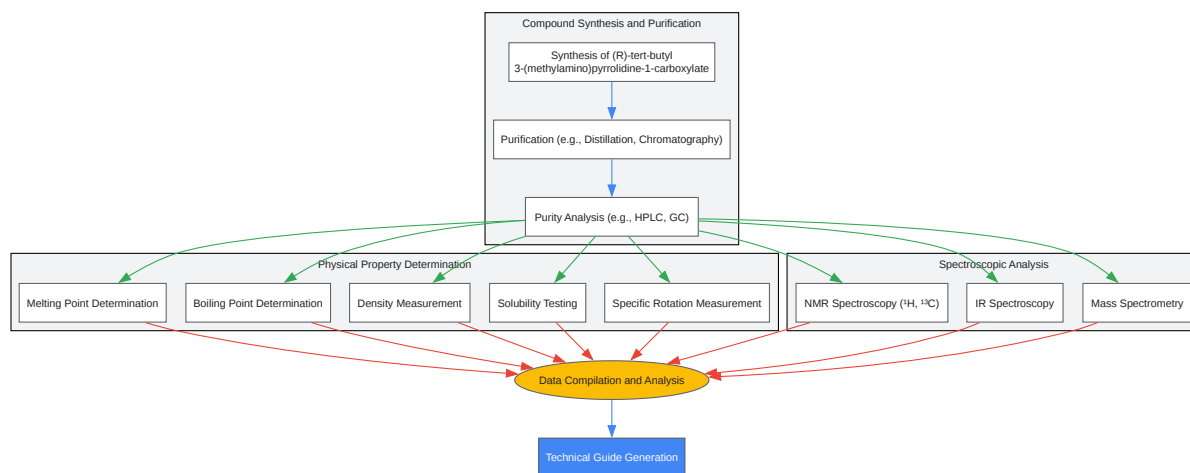 Compound Synthesis and Purification
Synthesis of (R)-tert-butyl
3-(methylamino)pyrrolidine-1-carboxylate
Purification (e.g., Distillation, Chromatography)
Purity Analysis (e.g., HPLC, GC)
Physical Property Determination
Spectroscopic Analysis
Melting Point Determination
Boiling Point Determination
Density Measurement
Solubility Testing
Specific Rotation Measurement
NMR Spectroscopy (¹H, ¹³C)
IR Spectroscopy
Mass Spectrometry
Data Compilation and Analysis
Technical Guide Generation